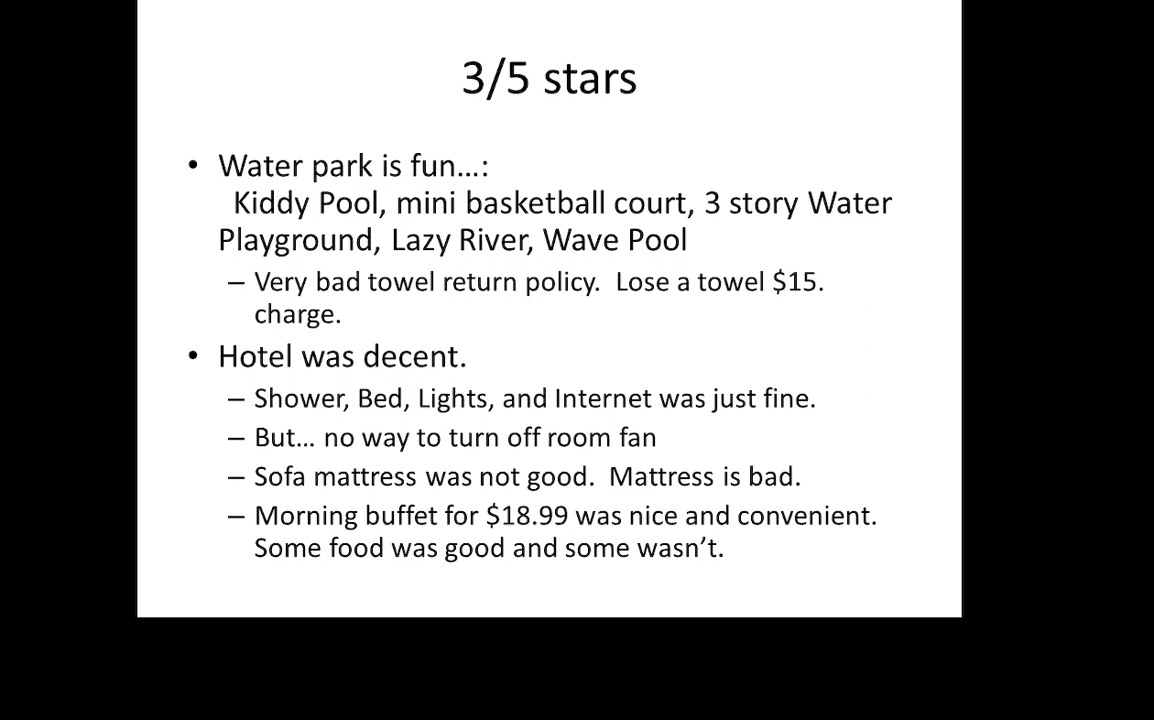 3/5 stars
• Water park is fun...:
Kiddy Pool, mini basketball court, 3 story Water
Playground, Lazy River, Wave Pool
– Very bad towel return policy.  Lose a towel $15.
charge.
• Hotel was decent.
– Shower, Bed, Lights, and Internet was just fine.
– But... no way to turn off room fan
– Sofa mattress was not good.  Mattress is bad.
– Morning buffet for $18.99 was nice and convenient.
Some food was good and some wasn’t.